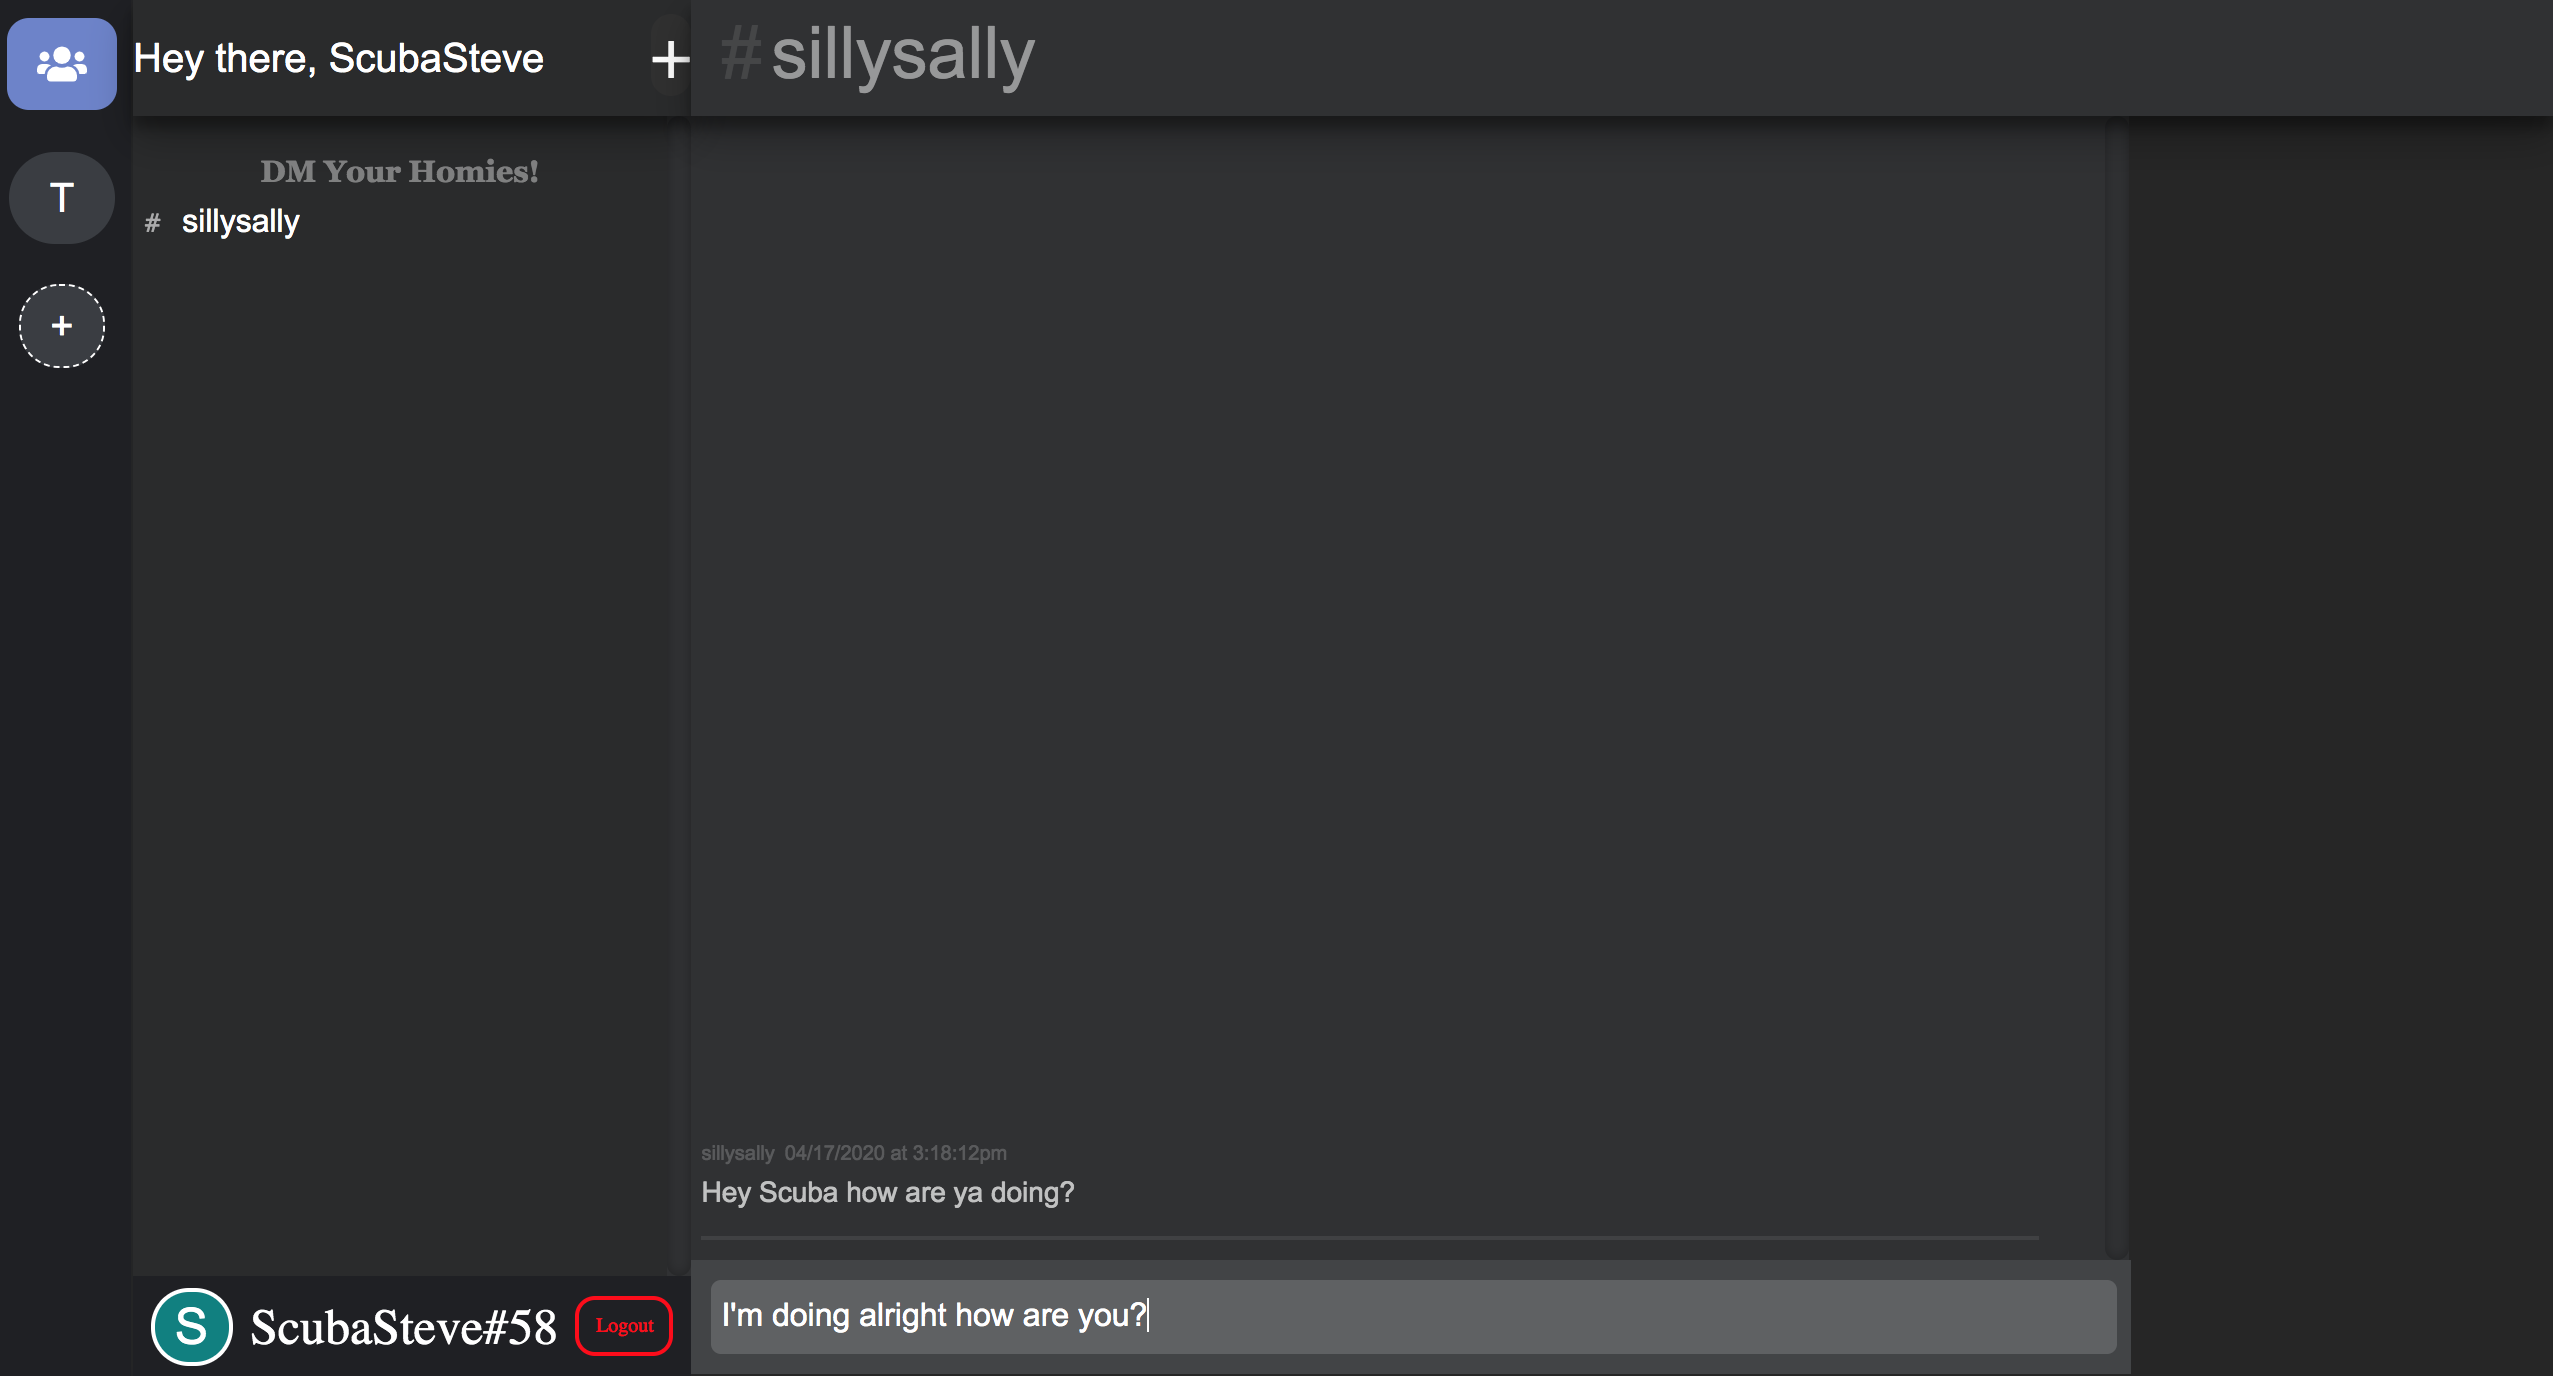 Hey there, ScubaSteve
+
#sillysally
T
+
DM Your Homies!
# sillysally
sillysally 04/17/2020 at 3:18:12pm
Hey Scuba how are ya doing?
S
ScubaSteve#58
Logout
I'm doing alright how are you?